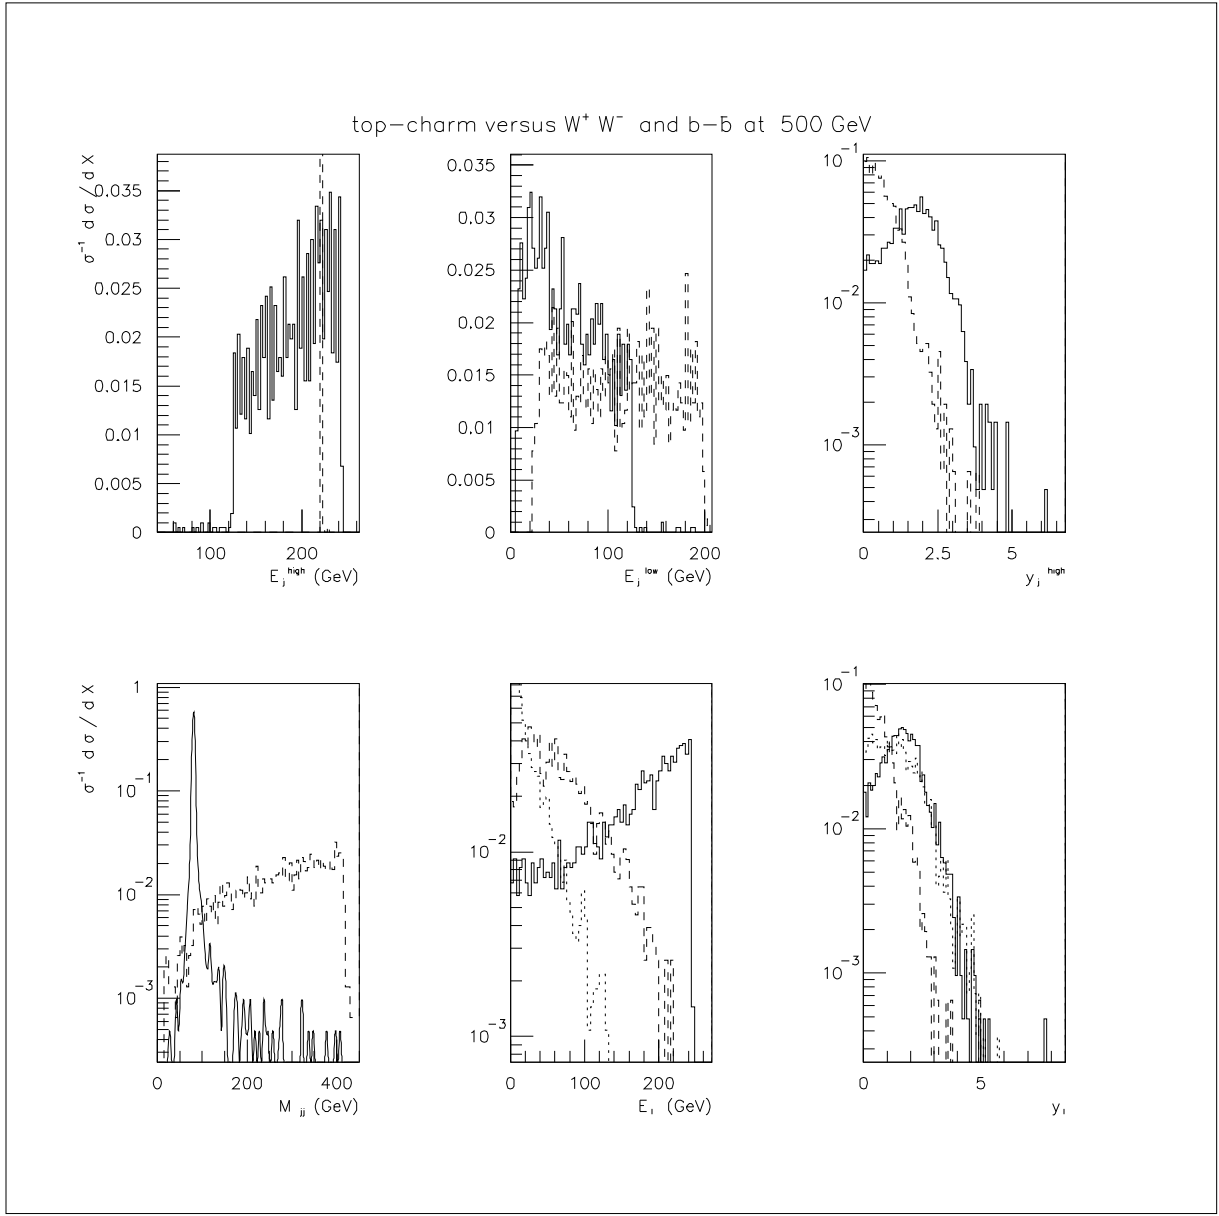 top-charm versus W⁺ W⁻ and b-b̄ at 500 GeV
σ⁻¹ dσ/dX
0.035
0.03
0.025
0.02
0.015
0.01
0.005
0
100 200
E_j^high (GeV)
0.035
0.03
0.025
0.02
0.015
0.01
0.005
0
0 100 200
E_j^low (GeV)
10⁻¹
10⁻²
10⁻³
0 2.5 5
y_j^high
σ⁻¹ dσ/dX
1
10⁻¹
10⁻²
10⁻³
0 200 400
M_jj (GeV)
10⁻²
10⁻³
0 100 200
E_l (GeV)
10⁻¹
10⁻²
10⁻³
0 5
y_l